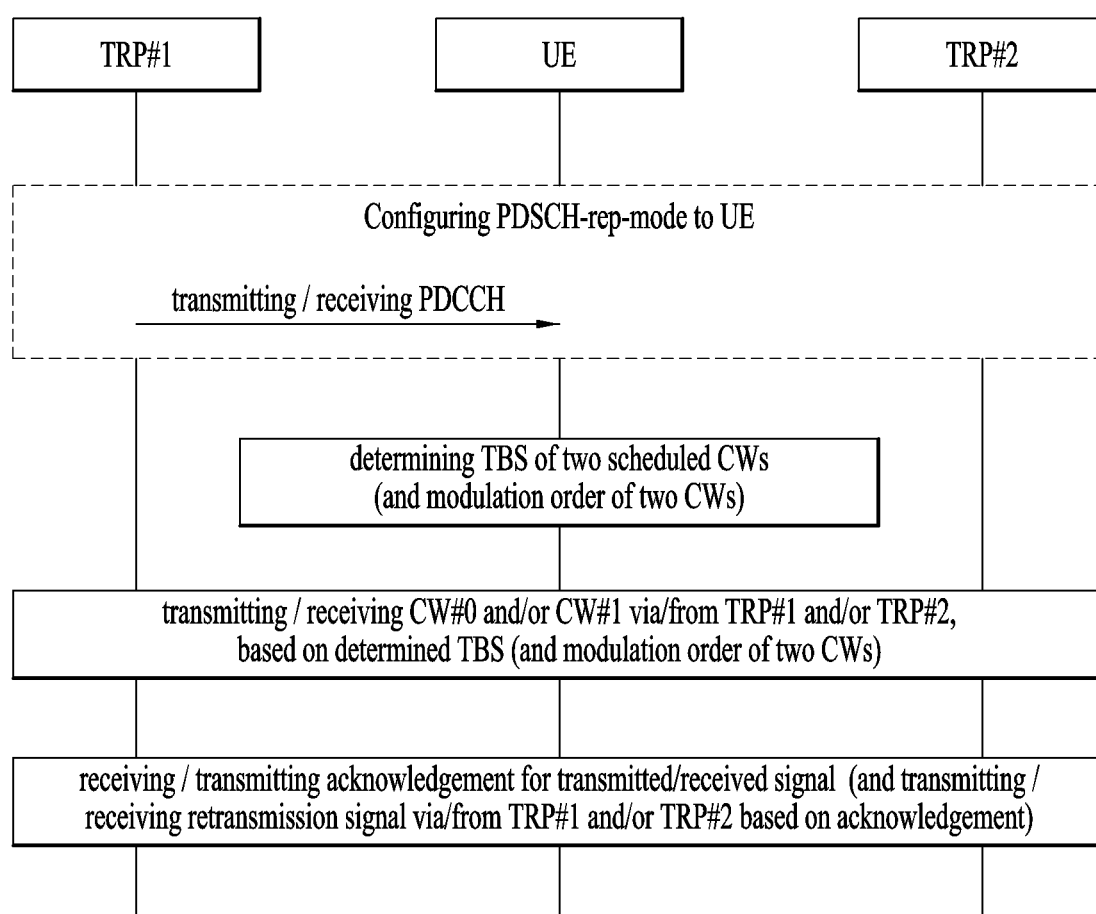 TRP#1
UE
TRP#2
Configuring PDSCH-rep-mode to UE
transmitting / receiving PDCCH
determining TBS of two scheduled CWs
(and modulation order of two CWs)
transmitting / receiving CW#0 and/or CW#1 via/from TRP#1 and/or TRP#2,
based on determined TBS (and modulation order of two CWs)
receiving / transmitting acknowledgement for transmitted/received signal (and transmitting /
receiving retransmission signal via/from TRP#1 and/or TRP#2 based on acknowledgement)